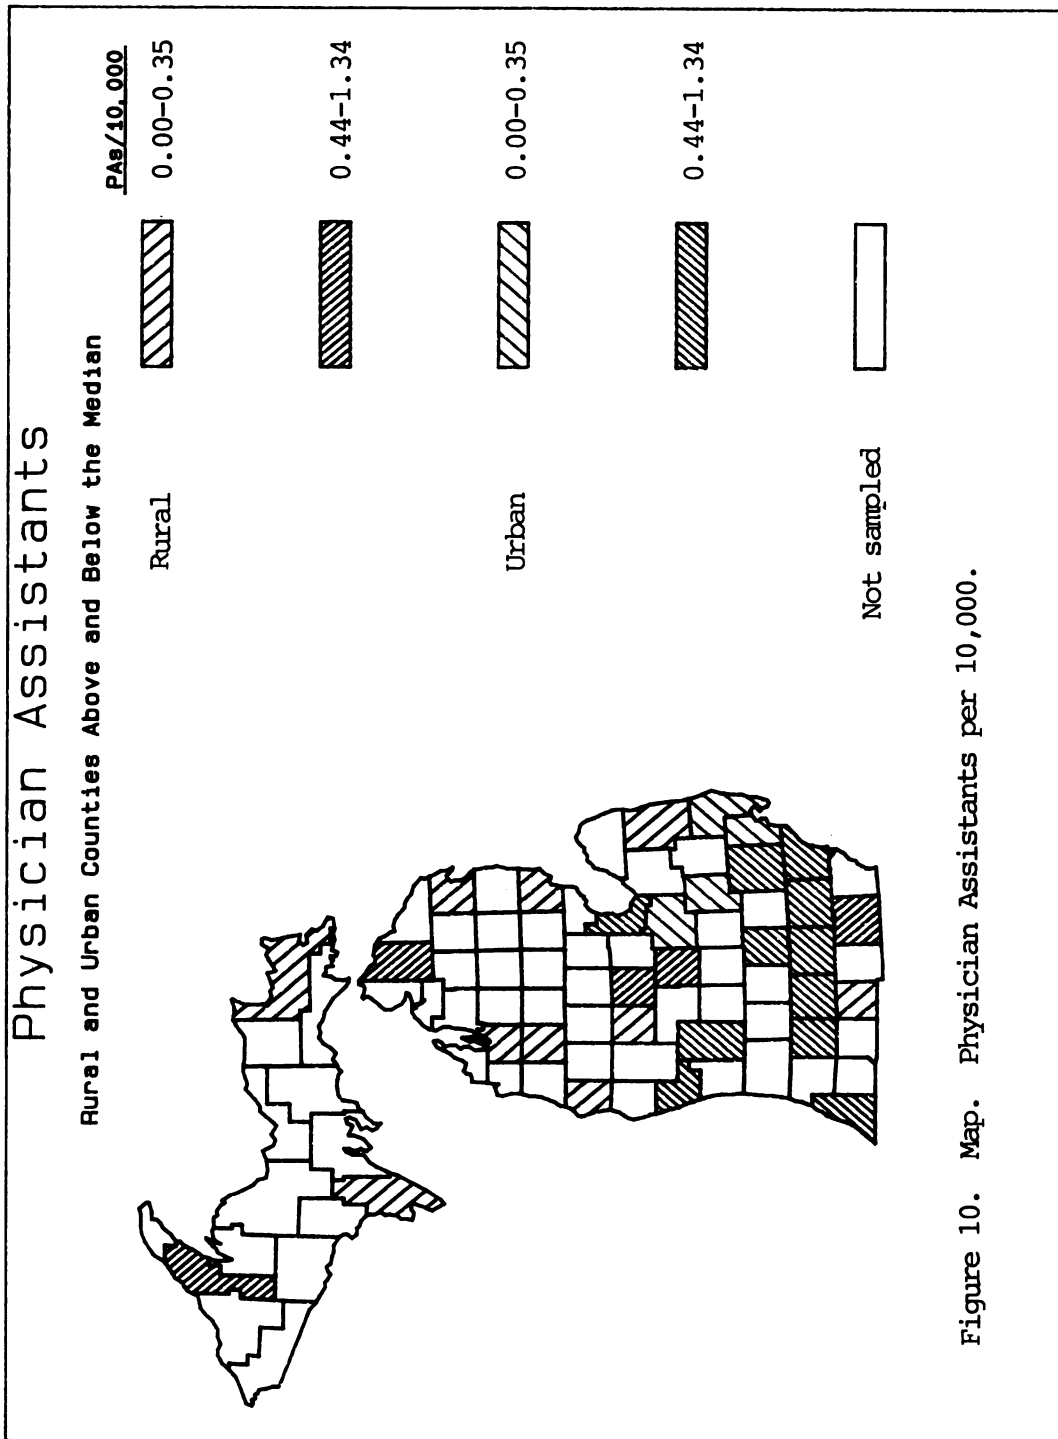 Physician Assistants
Rural and Urban Counties Above and Below the Median
PAs/10,000
Rural
0.00-0.35
0.44-1.34
Urban
0.00-0.35
0.44-1.34
Not sampled
Figure 10. Map. Physician Assistants per 10,000.